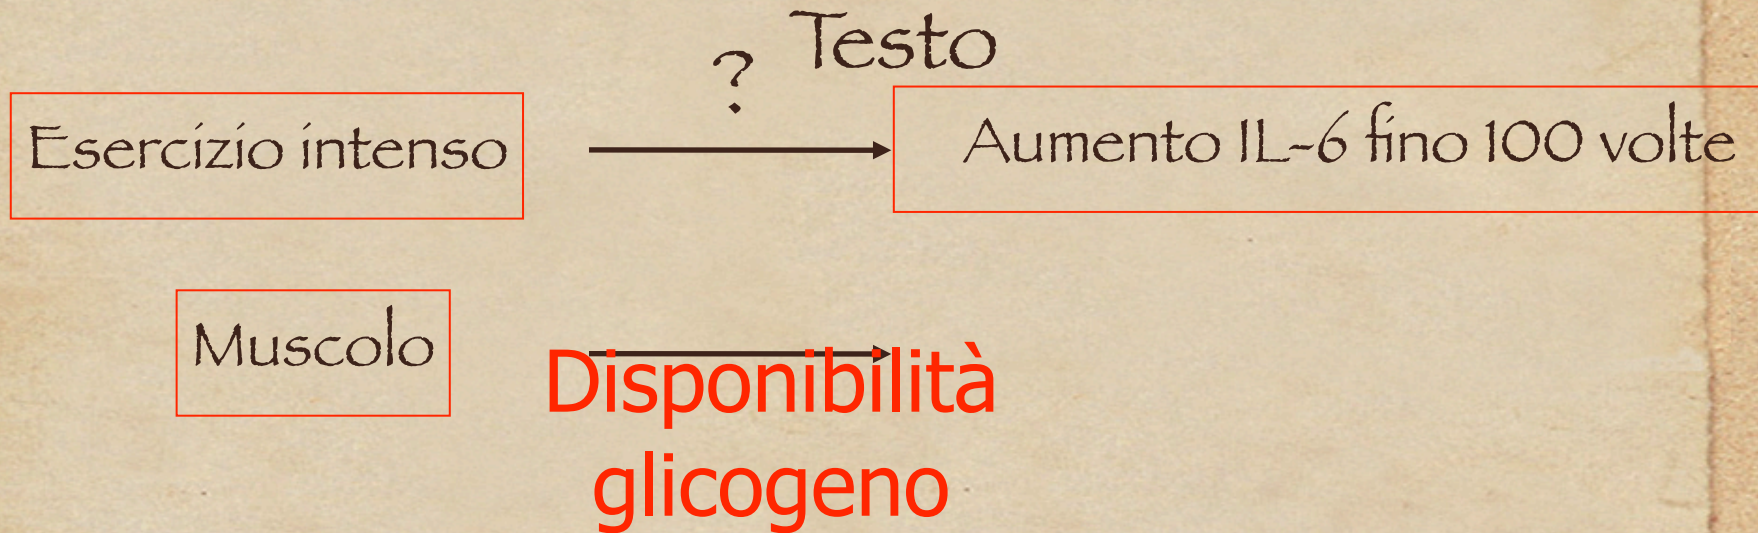 Testo
?
Esercizio intenso
Aumento IL-6 fino 100 volte
Muscolo
Disponibilità
glicogeno